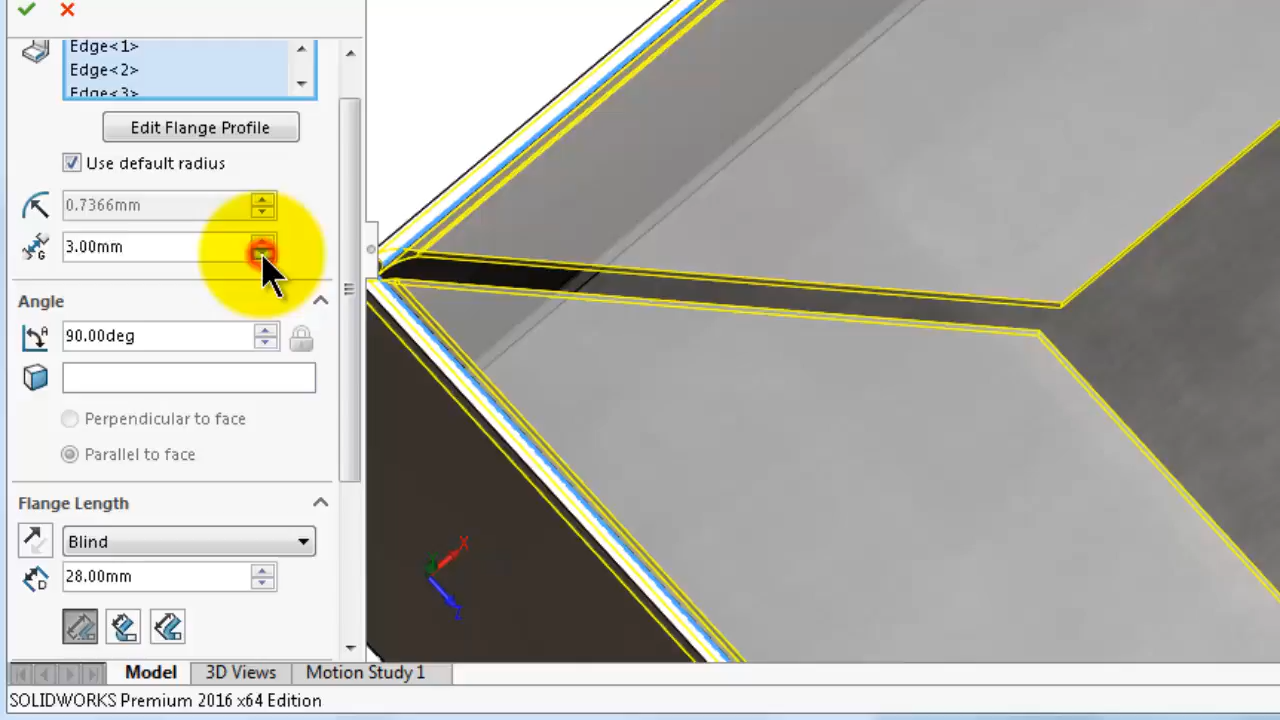 Edge<1>
Edge<2>
Edge<3>
Edit Flange Profile
Use default radius
0.7366mm
G 3.00mm
Angle
A 90.00deg
Perpendicular to face
Parallel to face
Flange Length
Blind
D 28.00mm
X
Model 3D Views Motion Study 1
SOLIDWORKS Premium 2016 x64 Edition